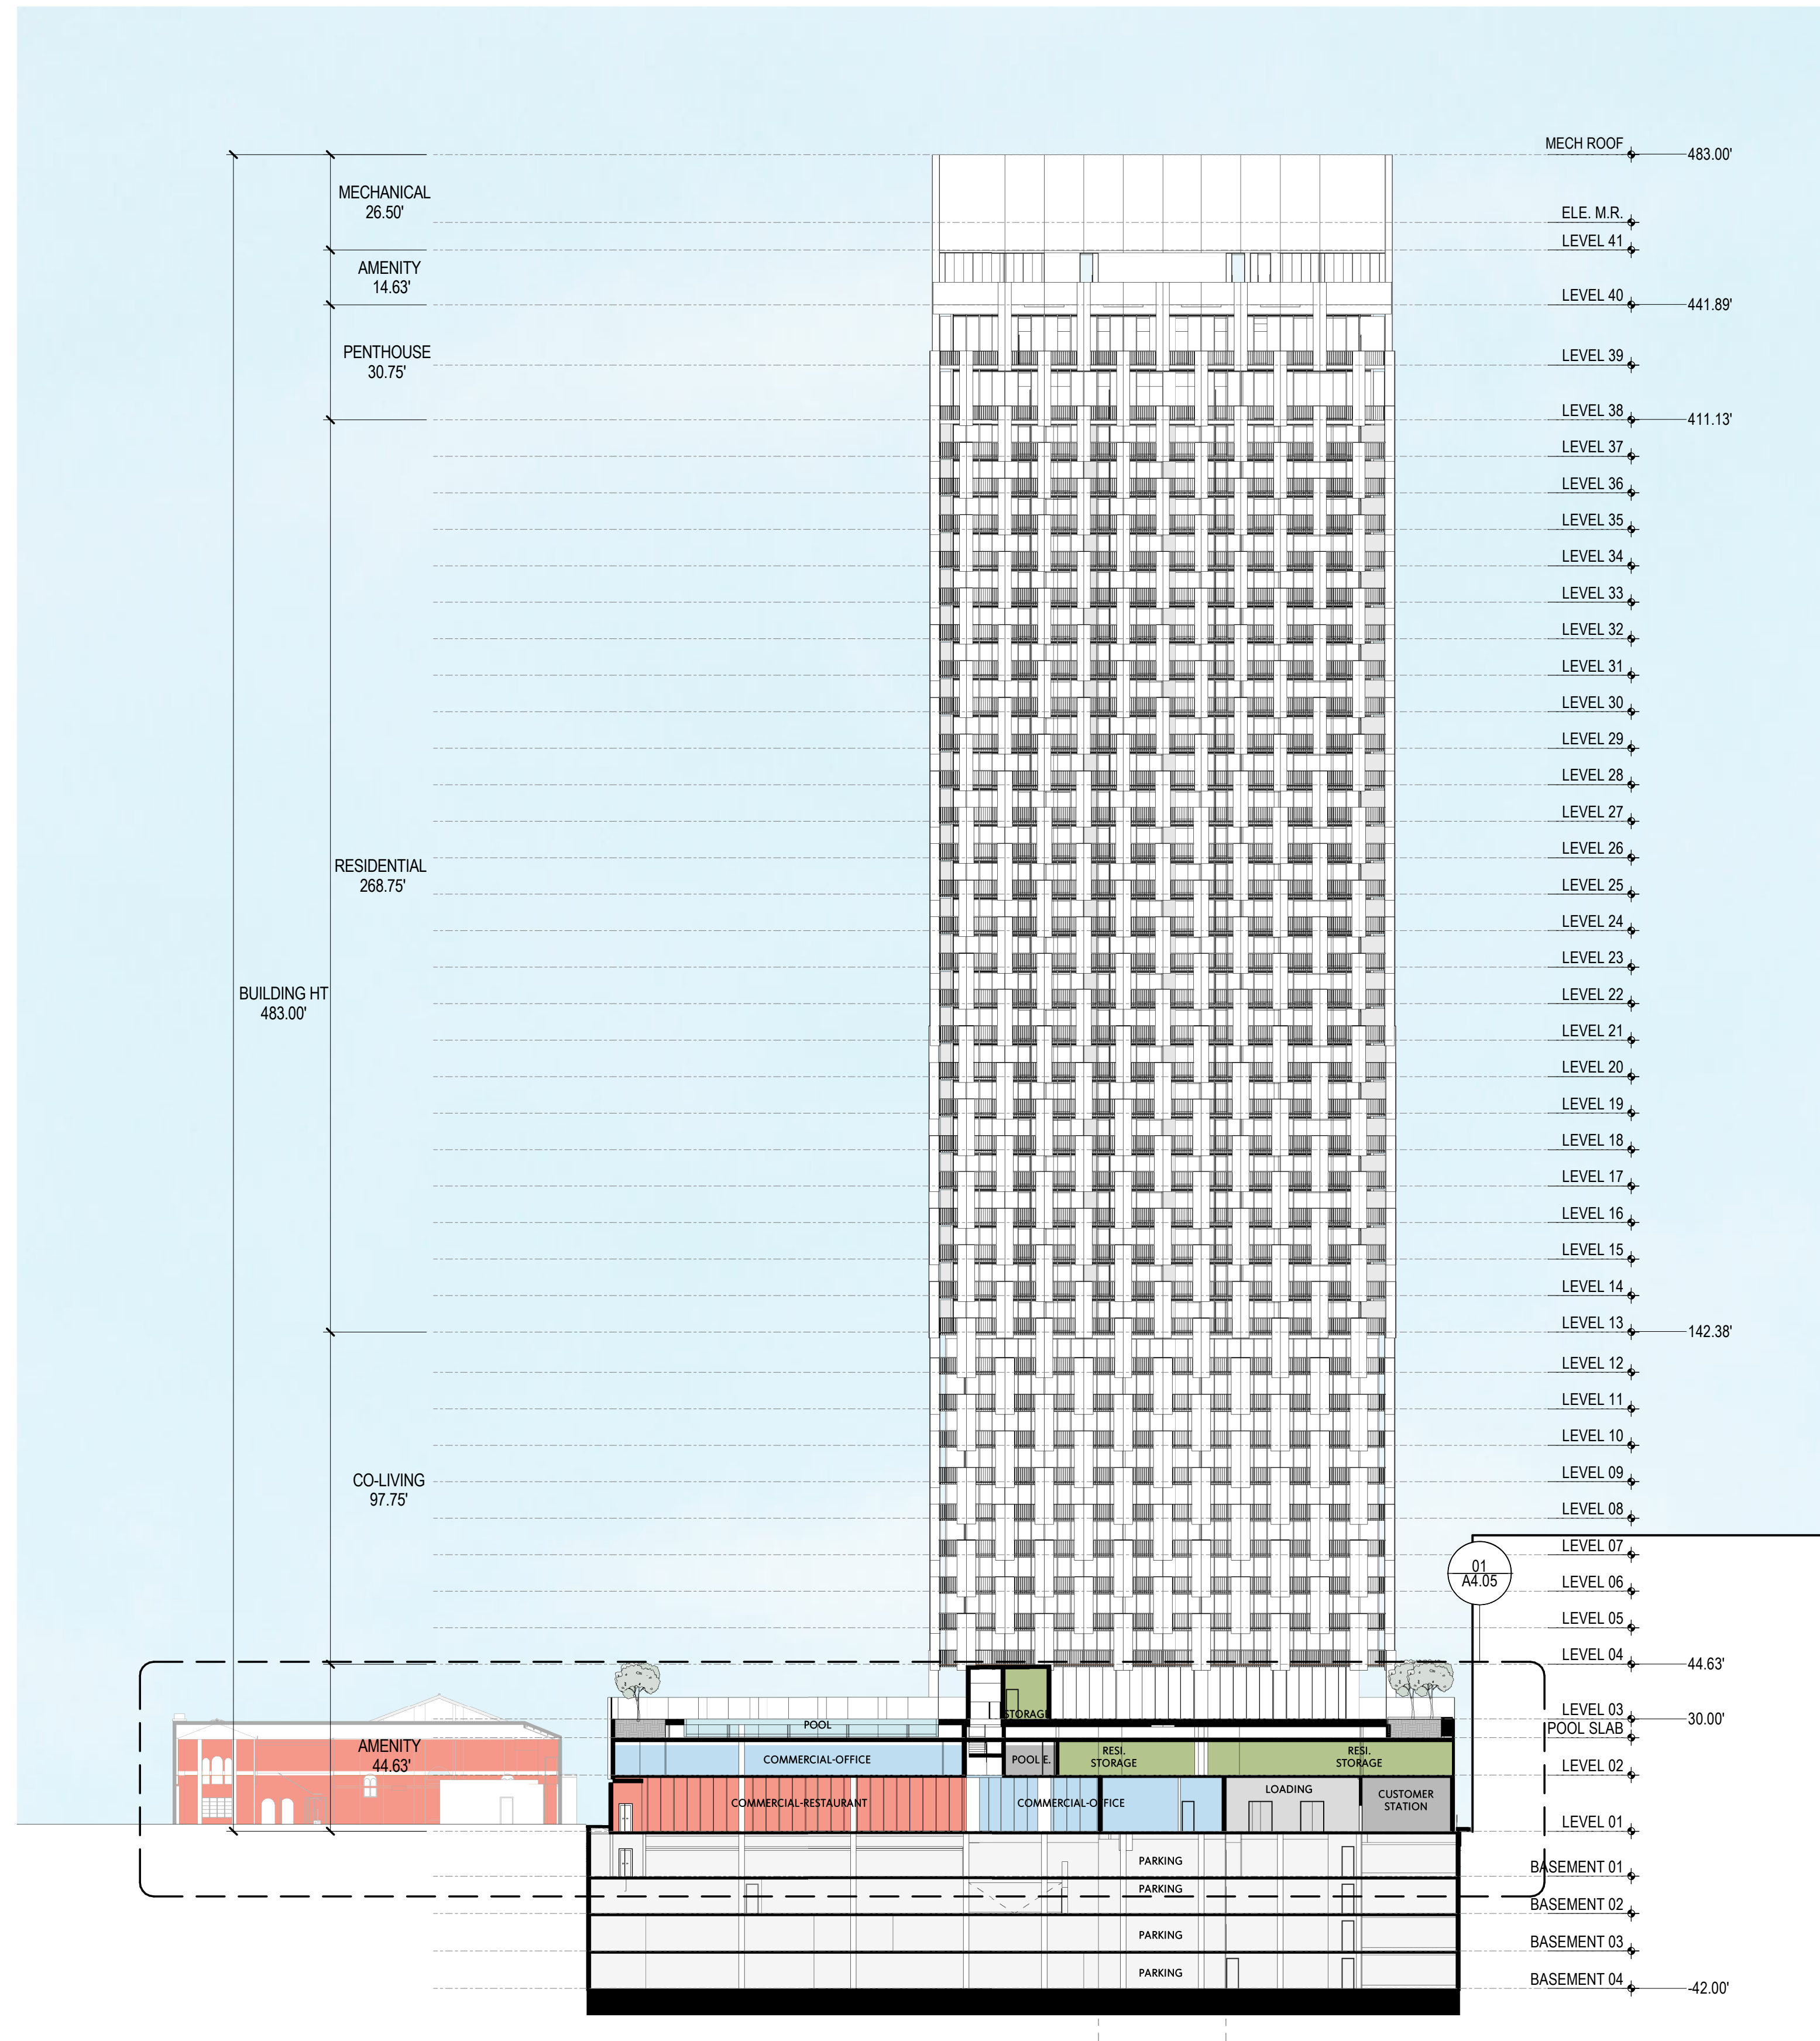 MECH ROOF
483.00'
MECHANICAL
26.50'
ELE. M.R.
LEVEL 41
AMENITY
14.63'
LEVEL 40
441.89'
PENTHOUSE
30.75'
LEVEL 39
LEVEL 38
411.13'
LEVEL 37
LEVEL 36
LEVEL 35
LEVEL 34
LEVEL 33
LEVEL 32
LEVEL 31
LEVEL 30
LEVEL 29
LEVEL 28
LEVEL 27
LEVEL 26
RESIDENTIAL
268.75'
LEVEL 25
LEVEL 24
LEVEL 23
BUILDING HT
483.00'
LEVEL 22
LEVEL 21
LEVEL 20
LEVEL 19
LEVEL 18
LEVEL 17
LEVEL 16
LEVEL 15
LEVEL 14
LEVEL 13
142.38'
LEVEL 12
LEVEL 11
LEVEL 10
CO-LIVING
97.75'
LEVEL 09
LEVEL 08
LEVEL 07
01
A4.05
LEVEL 06
LEVEL 05
LEVEL 04
44.63'
STORAGE
LEVEL 03
30.00'
POOL
POOL SLAB
AMENITY
44.63'
COMMERCIAL-OFFICE
POOL E.
RESI.
STORAGE
RESI.
STORAGE
LEVEL 02
COMMERCIAL-RESTAURANT
COMMERCIAL-OFFICE
LOADING
CUSTOMER
STATION
LEVEL 01
PARKING
BASEMENT 01
PARKING
BASEMENT 02
PARKING
BASEMENT 03
PARKING
BASEMENT 04
-42.00'